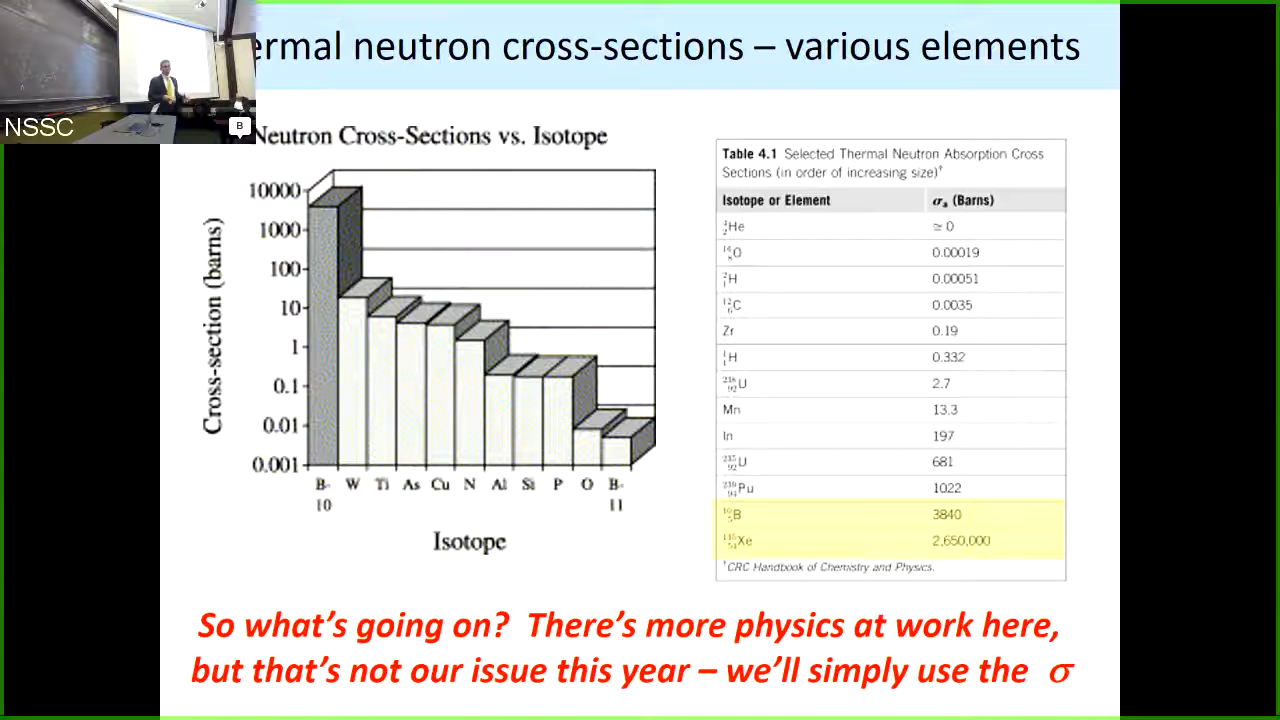 ermal neutron cross-sections – various elements
NSSC
B
Neutron Cross-Sections vs. Isotope
Cross-section (barns)
10000
1000
100
10
1
0.1
0.01
0.001
B-10 W Ti As Cu N Al Si P O B-11
Isotope
Table 4.1 Selected Thermal Neutron Absorption Cross
Sections (in order of increasing size)†
Isotope or Element σₐ (Barns)
He ≃ 0
¹⁶₈O 0.00019
²₁H 0.00051
¹²₆C 0.0035
Zr 0.19
¹₁H 0.332
²³⁸₉₂U 2.7
Mn 13.3
In 197
²³⁵₉₂U 681
²³⁹₉₄Pu 1022
¹⁰₅B 3840
Xe 2,650,000
†CRC Handbook of Chemistry and Physics.
So what's going on? There's more physics at work here,
but that's not our issue this year – we'll simply use the σ